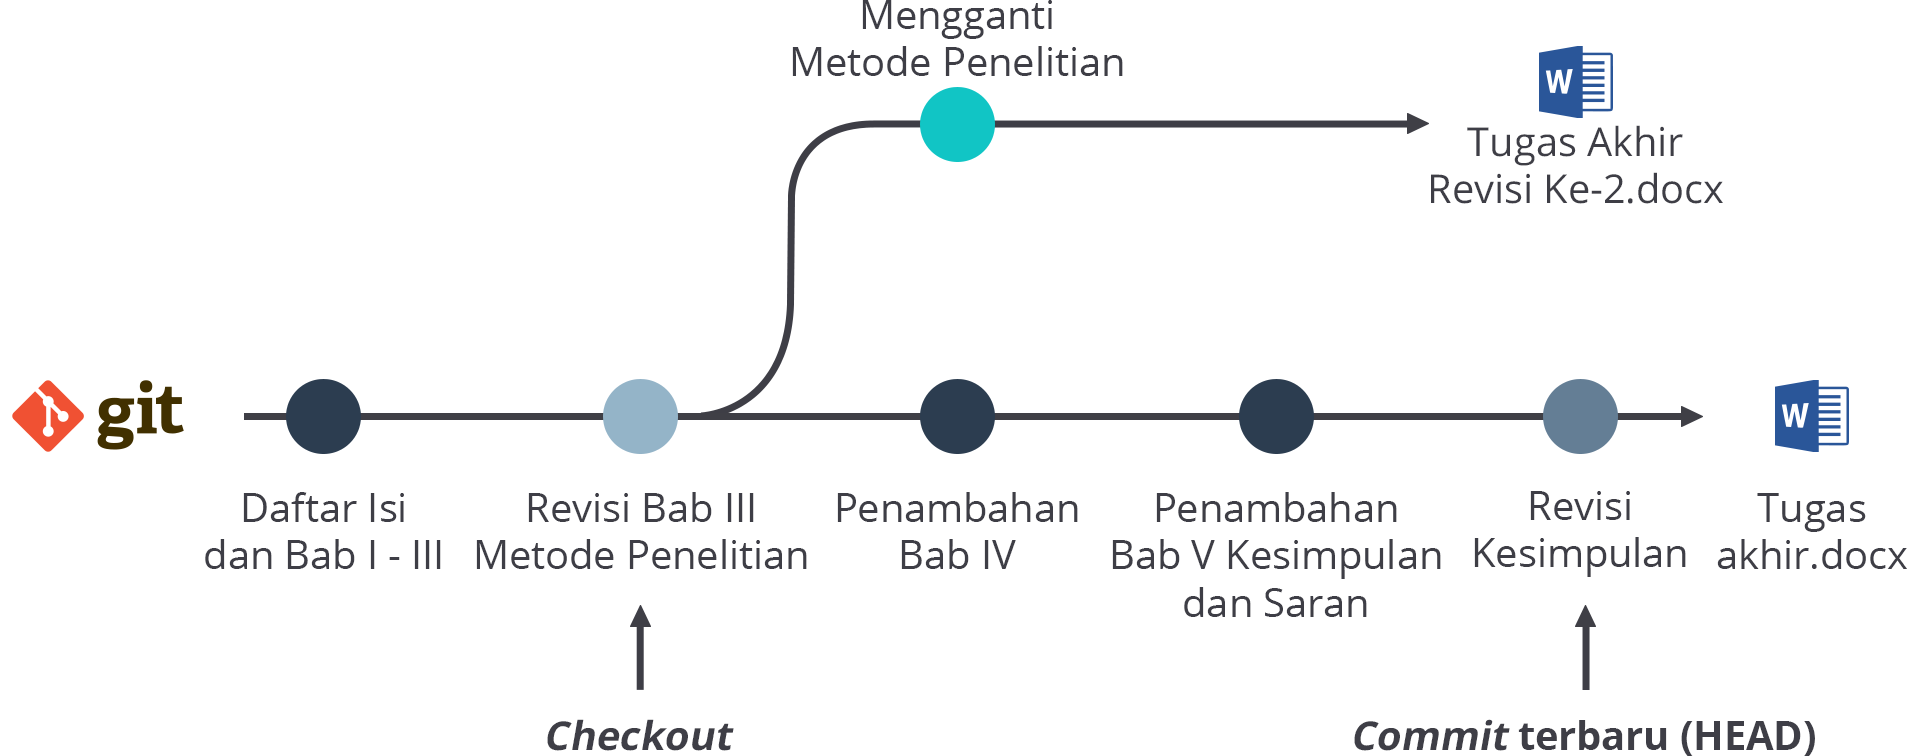 Mengganti
Metode Penelitian
W
Tugas Akhir
Revisi Ke-2.docx
git
W
Daftar Isi
dan Bab I - III
Revisi Bab III
Metode Penelitian
Penambahan
Bab IV
Penambahan
Bab V Kesimpulan
dan Saran
Revisi
Kesimpulan
Tugas
akhir.docx
Checkout
Commit terbaru (HEAD)